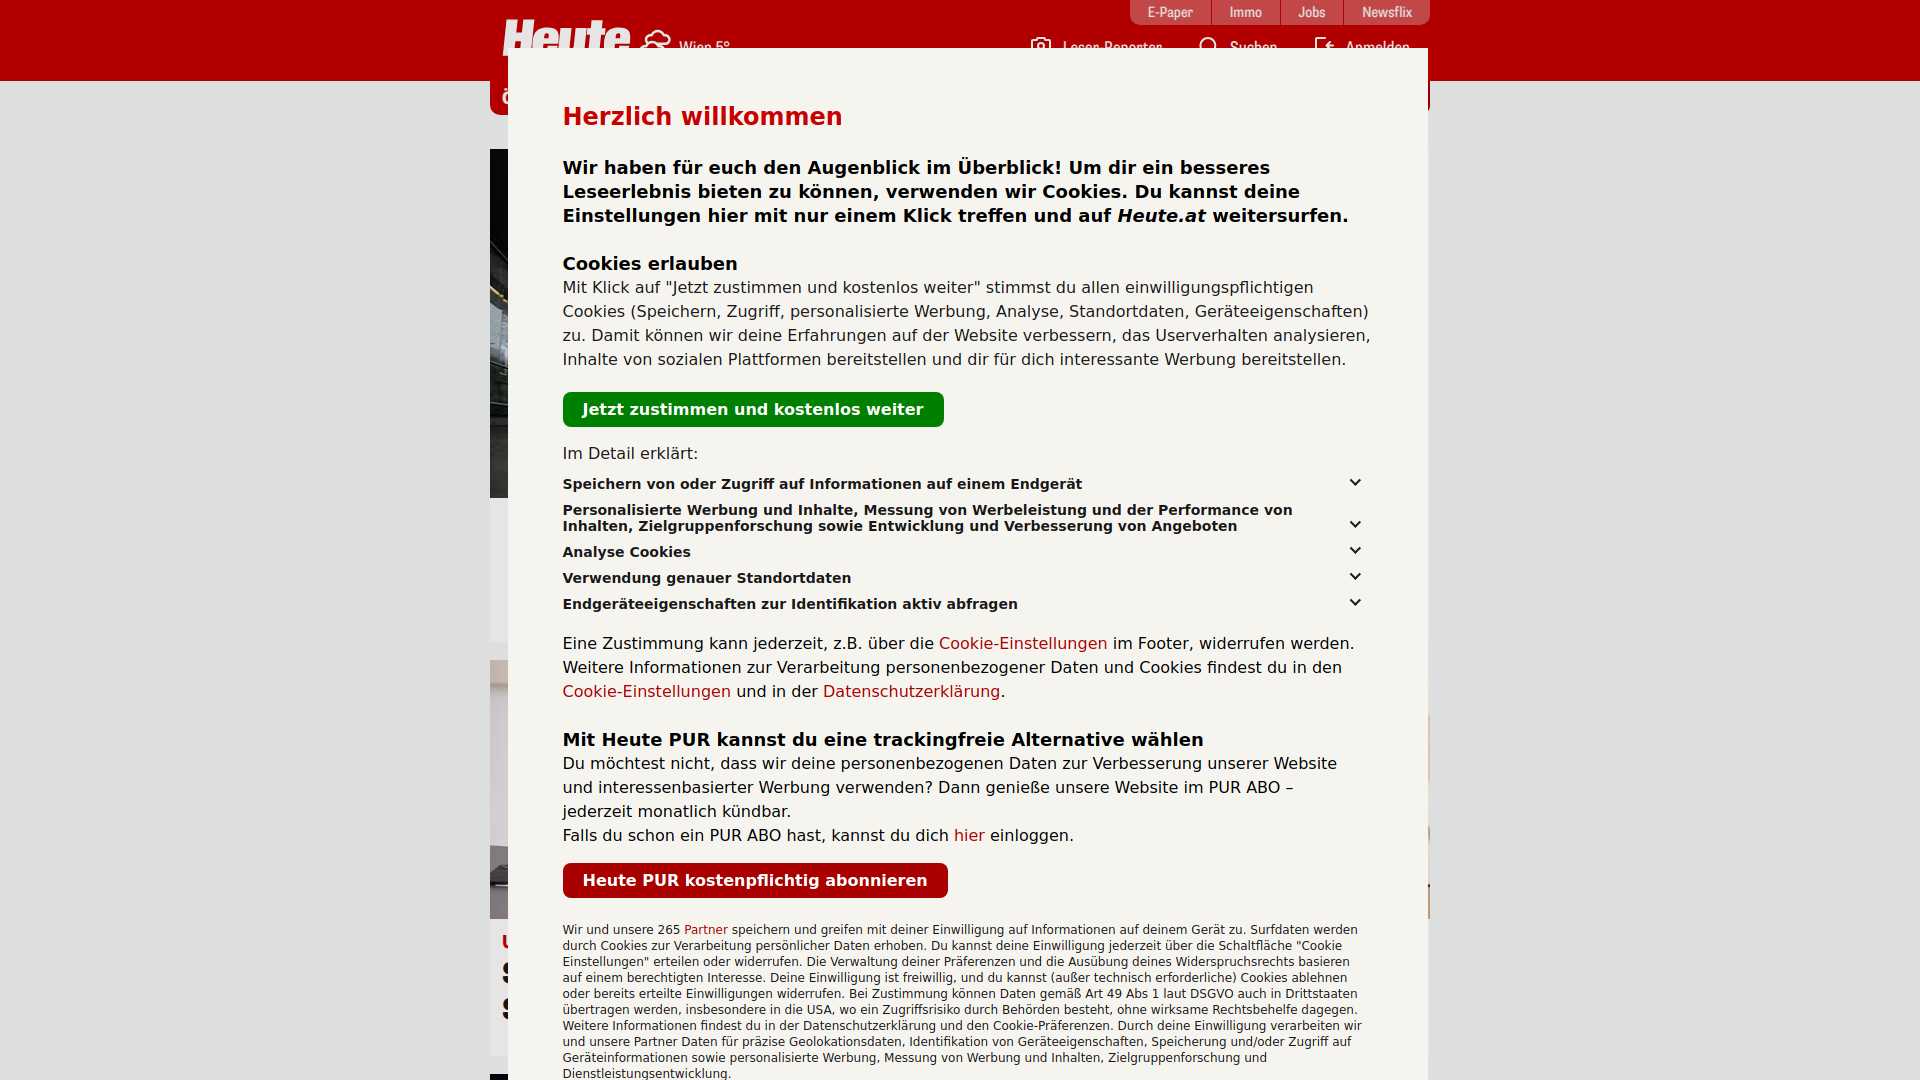 E-Paper
Immo
Jobs
Newsflix
Heute
Wien 5°
Leser-Reporter
Suchen
Anmelden
Herzlich willkommen
Wir haben für euch den Augenblick im Überblick! Um dir ein besseres
Leseerlebnis bieten zu können, verwenden wir Cookies. Du kannst deine
Einstellungen hier mit nur einem Klick treffen und auf Heute.at weitersurfen.
Cookies erlauben
Mit Klick auf "Jetzt zustimmen und kostenlos weiter" stimmst du allen einwilligungspflichtigen
Cookies (Speichern, Zugriff, personalisierte Werbung, Analyse, Standortdaten, Geräteeigenschaften)
zu. Damit können wir deine Erfahrungen auf der Website verbessern, das Userverhalten analysieren,
Inhalte von sozialen Plattformen bereitstellen und dir für dich interessante Werbung bereitstellen.
Jetzt zustimmen und kostenlos weiter
Im Detail erklärt:
Speichern von oder Zugriff auf Informationen auf einem Endgerät
Personalisierte Werbung und Inhalte, Messung von Werbeleistung und der Performance von
Inhalten, Zielgruppenforschung sowie Entwicklung und Verbesserung von Angeboten
Analyse Cookies
Verwendung genauer Standortdaten
Endgeräteeigenschaften zur Identifikation aktiv abfragen
Eine Zustimmung kann jederzeit, z.B. über die Cookie-Einstellungen im Footer, widerrufen werden.
Weitere Informationen zur Verarbeitung personenbezogener Daten und Cookies findest du in den
Cookie-Einstellungen und in der Datenschutzerklärung.
Mit Heute PUR kannst du eine trackingfreie Alternative wählen
Du möchtest nicht, dass wir deine personenbezogenen Daten zur Verbesserung unserer Website
und interessenbasierter Werbung verwenden? Dann genieße unsere Website im PUR ABO –
jederzeit monatlich kündbar.
Falls du schon ein PUR ABO hast, kannst du dich hier einloggen.
Heute PUR kostenpflichtig abonnieren
Wir und unsere 265 Partner speichern und greifen mit deiner Einwilligung auf Informationen auf deinem Gerät zu. Surfdaten werden
durch Cookies zur Verarbeitung persönlicher Daten erhoben. Du kannst deine Einwilligung jederzeit über die Schaltfläche "Cookie
Einstellungen" erteilen oder widerrufen. Die Verwaltung deiner Präferenzen und die Ausübung deines Widerspruchsrechts basieren
auf einem berechtigten Interesse. Deine Einwilligung ist freiwillig, und du kannst (außer technisch erforderliche) Cookies ablehnen
oder bereits erteilte Einwilligungen widerrufen. Bei Zustimmung können Daten gemäß Art 49 Abs 1 laut DSGVO auch in Drittstaaten
übertragen werden, insbesondere in die USA, wo ein Zugriffsrisiko durch Behörden besteht, ohne wirksame Rechtsbehelfe dagegen.
Weitere Informationen findest du in der Datenschutzerklärung und den Cookie-Präferenzen. Durch deine Einwilligung verarbeiten wir
und unsere Partner Daten für präzise Geolokationsdaten, Identifikation von Geräteeigenschaften, Speicherung und/oder Zugriff auf
Geräteinformationen sowie personalisierte Werbung, Messung von Werbung und Inhalten, Zielgruppenforschung und
Dienstleistungsentwicklung.